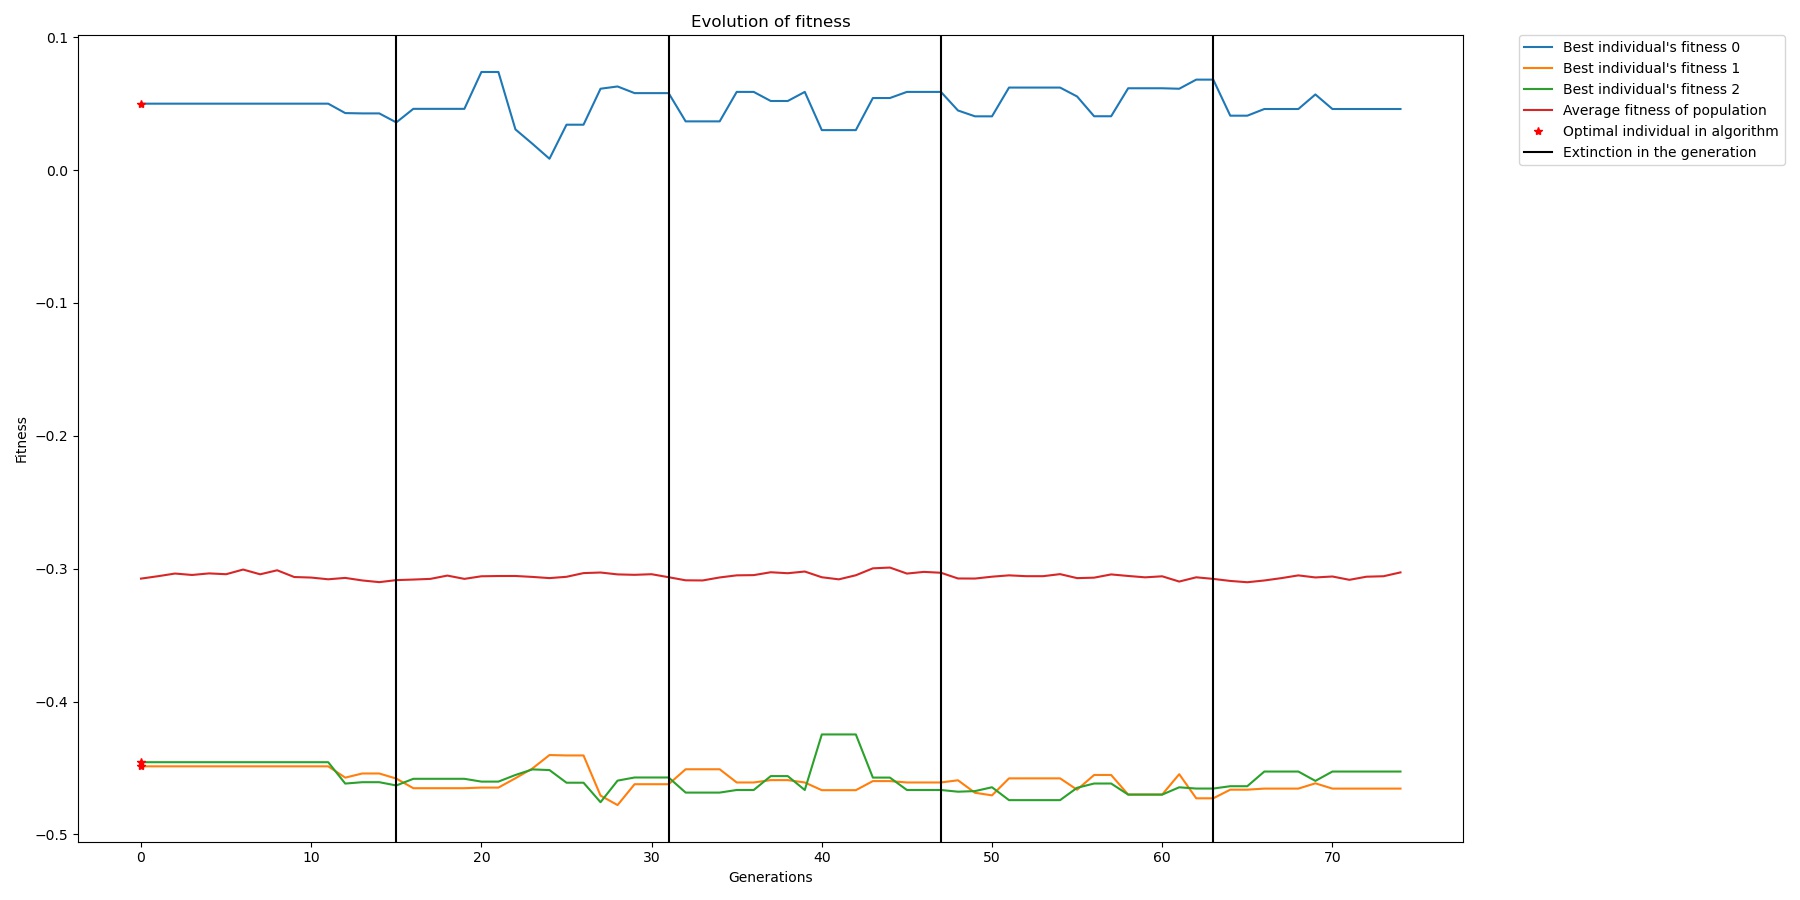 Evolution of fitness
0.1
0.0
−0.1
−0.2
−0.3
−0.4
−0.5
Fitness
0 10 20 30 40 50 60 70
Generations
Best individual's fitness 0
Best individual's fitness 1
Best individual's fitness 2
Average fitness of population
Optimal individual in algorithm
Extinction in the generation